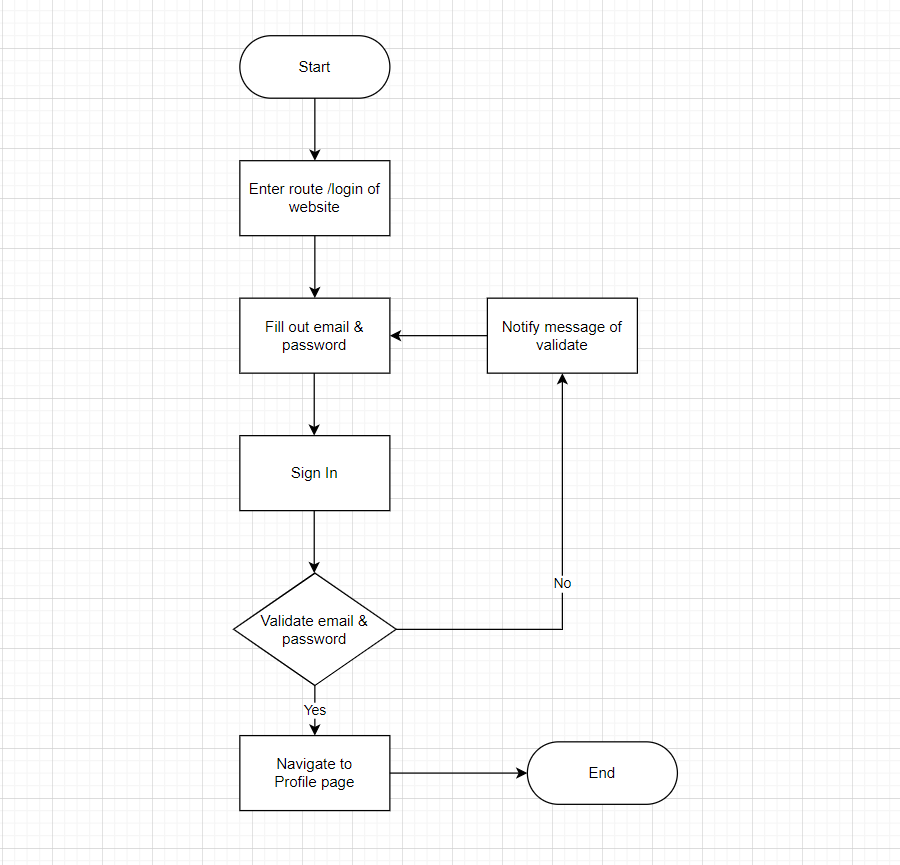 Start
Enter route /login of
website
Fill out email &
password
Notify message of
validate
Sign In
No
Validate email &
password
Yes
Navigate to
Profile page
End